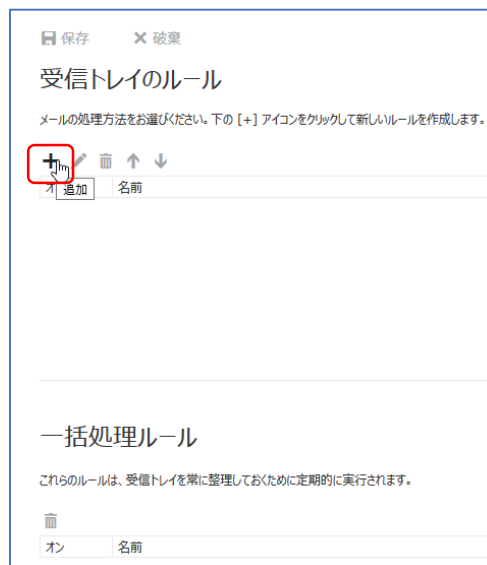 保存 破棄
受信トレイのルール
メールの処理方法をお選びください。下の [+] アイコンをクリックして新しいルールを作成します。
追加 名前
一括処理ルール
これらのルールは、受信トレイを常に整理しておくために定期的に実行されます。
オン 名前